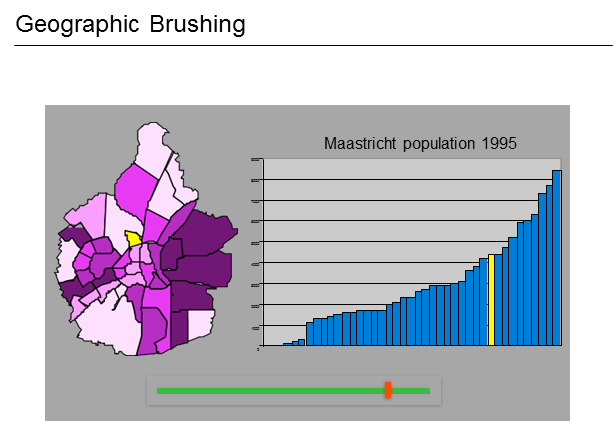 Geographic Brushing
Maastricht population 1995